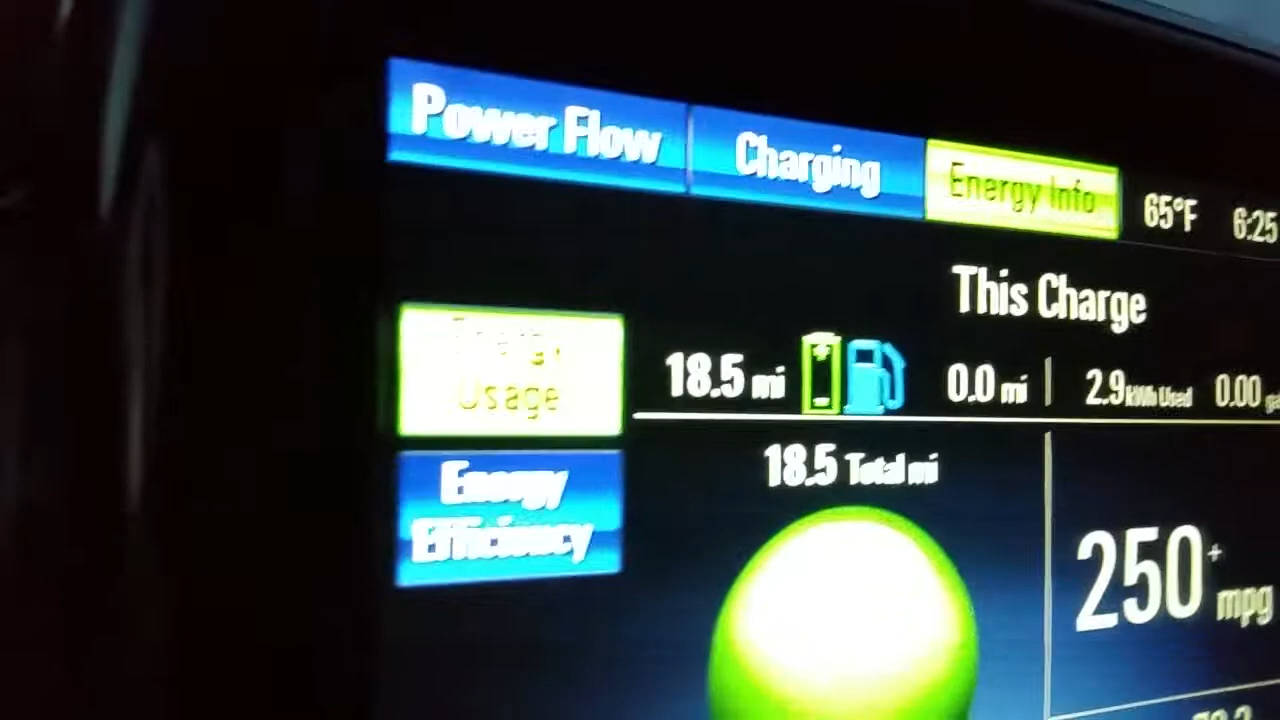 Power Flow Charging Energy Info 65°F 6:25
This Charge
Energy
Usage
18.5 mi 0.0 mi 2.9 kWh Used 0.00
18.5 Total mi
Energy
Efficiency
250+ mpg